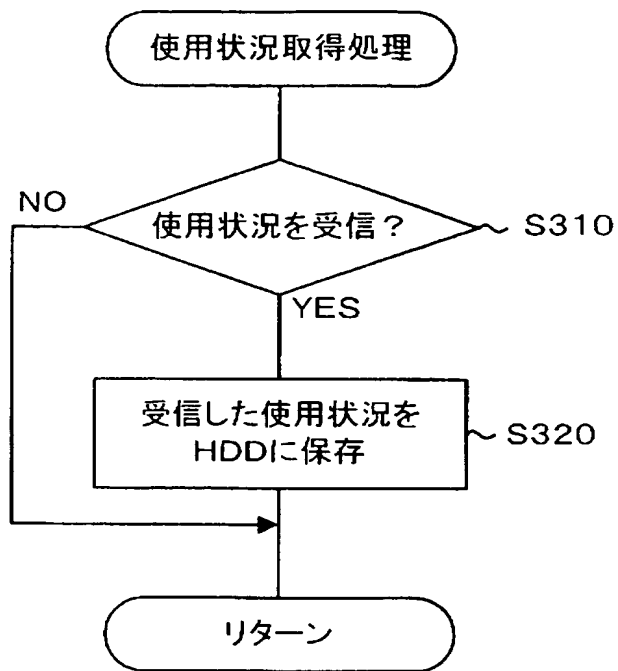 使用状況取得処理
NO
使用状況を受信？
S310
YES
受信した使用状況を
HDDに保存
S320
リターン